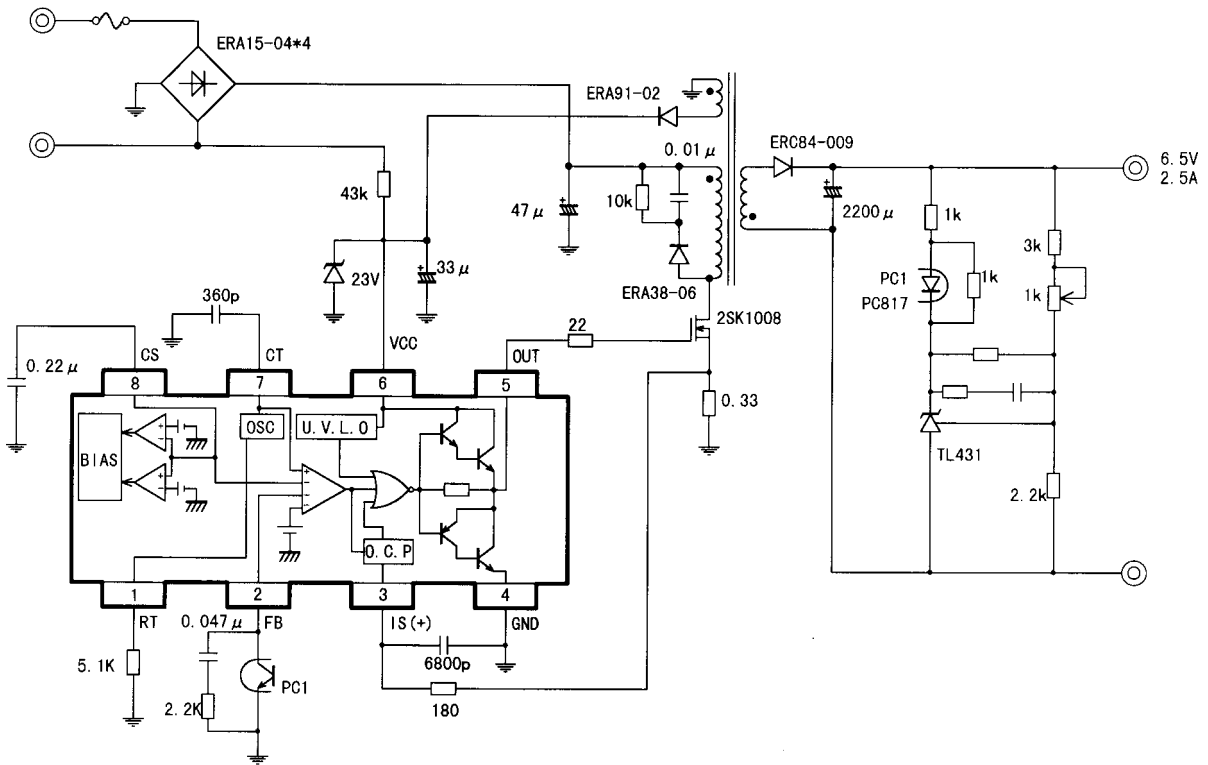 ERA15-04*4
ERA91-02
0.01μ
ERC84-009
6.5V
2.5A
43k
47μ
10k
2200μ
1k
3k
23V
33μ
ERA38-06
PC1
PC817
1k
1k
360p
2SK1008
22
CS
CT
VCC
OUT
0.22μ
8
7
6
5
0.33
OSC
U.V.L.O
BIAS
TL431
2.2k
O.C.P
1
2
3
4
RT
0.047μ
FB
IS(+)
GND
5.1K
6800p
PC1
2.2K
180